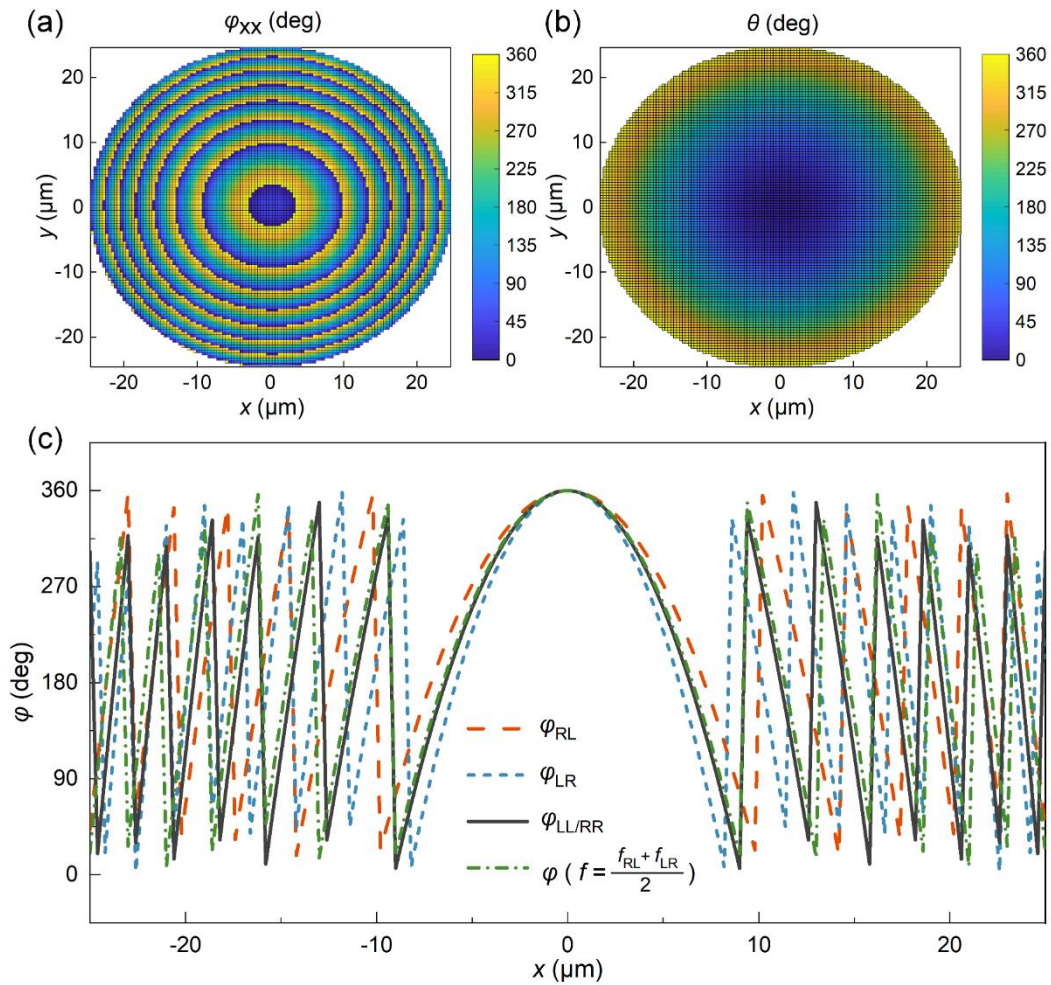 (a) φXX (deg)
(b) θ (deg)
y (µm)
20
10
0
-10
-20
-20 -10 0 10 20
x (µm)
360
315
270
225
180
135
90
45
0
y (µm)
20
10
0
-10
-20
-20 -10 0 10 20
x (µm)
360
315
270
225
180
135
90
45
0
(c)
φ (deg)
360
270
180
90
0
φRL
φLR
φLL/RR
φ ( f = fRL + fLR / 2 )
-20 -10 0 10 20
x (µm)